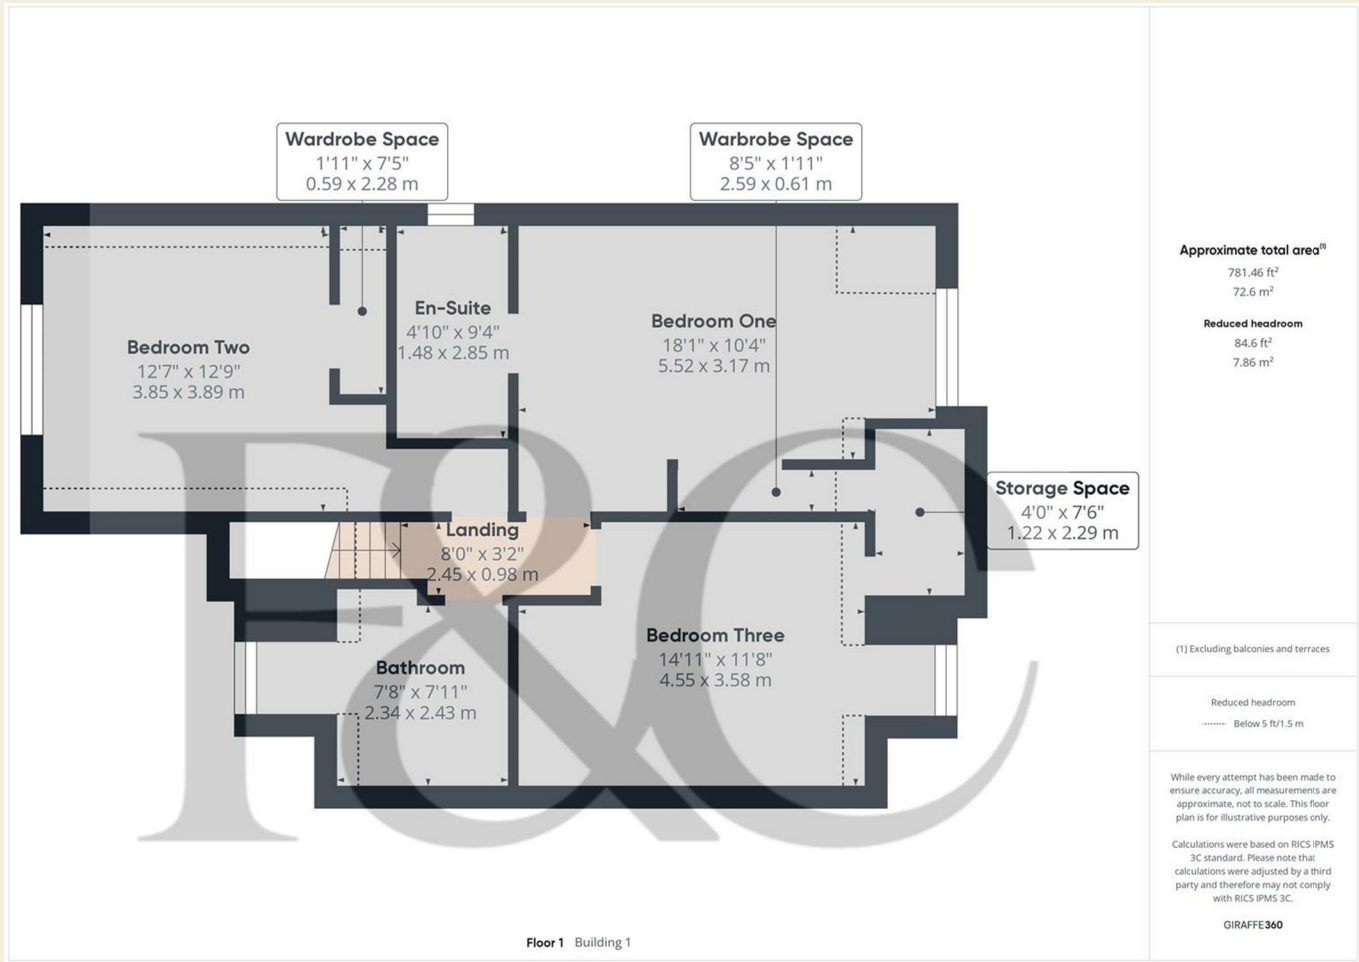 Wardrobe Space
1'11" x 7'5"
0.59 x 2.28 m
Warbrobe Space
8'5" x 1'11"
2.59 x 0.61 m
En-Suite
4'10" x 9'4"
1.48 x 2.85 m
Bedroom One
18'1" x 10'4"
5.52 x 3.17 m
Bedroom Two
12'7" x 12'9"
3.85 x 3.89 m
Storage Space
4'0" x 7'6"
1.22 x 2.29 m
Landing
8'0" x 3'2"
2.45 x 0.98 m
Bedroom Three
14'11" x 11'8"
4.55 x 3.58 m
Bathroom
7'8" x 7'11"
2.34 x 2.43 m
F&C
Floor 1 Building 1
Approximate total area(1)
781.46 ft²
72.6 m²
Reduced headroom
84.6 ft²
7.86 m²
(1) Excluding balconies and terraces
Reduced headroom
Below 5 ft/1.5 m
While every attempt has been made to
ensure accuracy, all measurements are
approximate, not to scale. This floor
plan is for illustrative purposes only.
Calculations were based on RICS IPMS
3C standard. Please note that
calculations were adjusted by a third
party and therefore may not comply
with RICS IPMS 3C.
GIRAFFE360